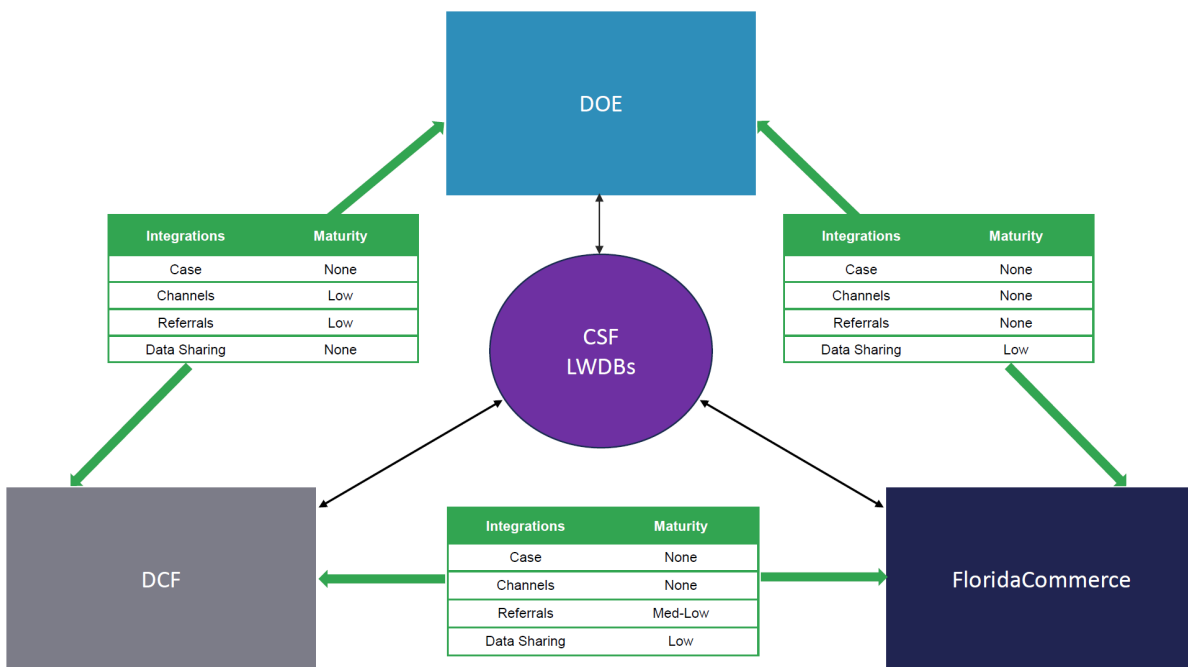 DOE
Integrations Maturity
Case None
Channels Low
Referrals Low
Data Sharing None
Integrations Maturity
Case None
Channels None
Referrals None
Data Sharing Low
CSF
LWDBs
DCF
Integrations Maturity
Case None
Channels None
Referrals Med-Low
Data Sharing Low
FloridaCommerce